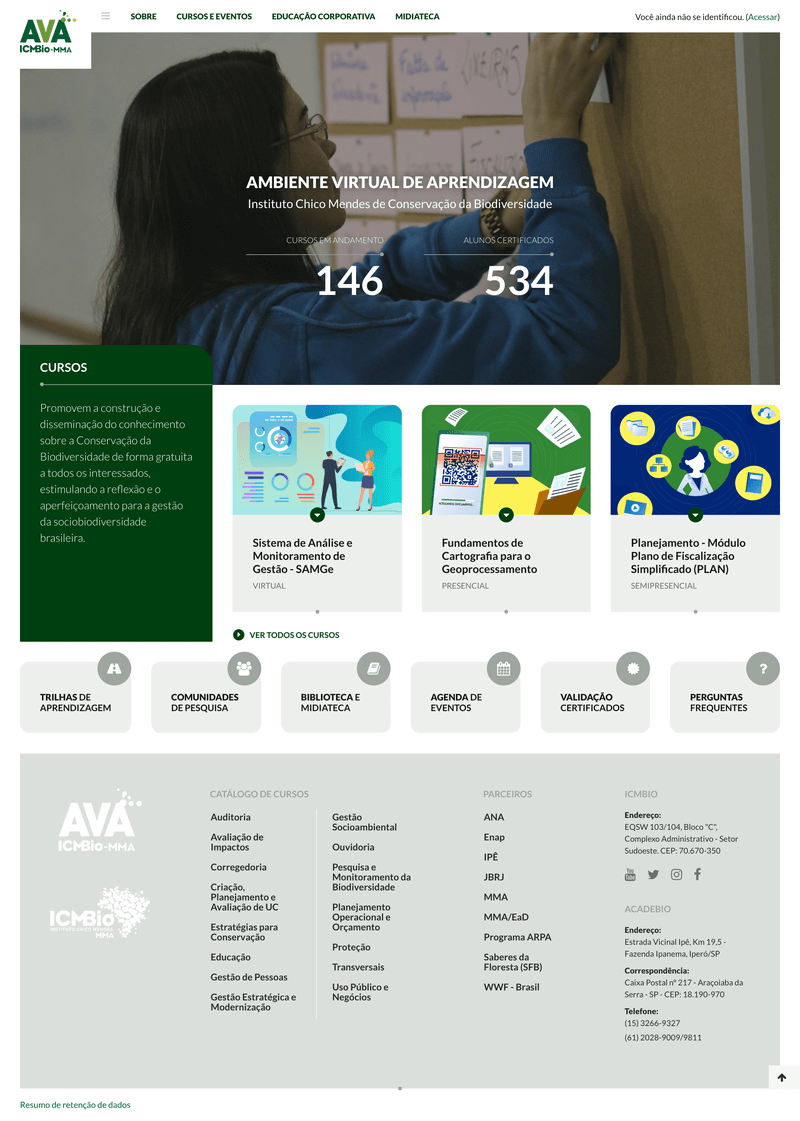 AVA
ICMBio-MMA
SOBRE
CURSOS E EVENTOS
EDUCAÇÃO CORPORATIVA
MIDIATECA
Você ainda não se identificou. (Acessar)
AMBIENTE VIRTUAL DE APRENDIZAGEM
Instituto Chico Mendes de Conservação da Biodiversidade
CURSOS EM ANDAMENTO
146
ALUNOS CERTIFICADOS
534
CURSOS
Promovem a construção e
disseminação do conhecimento
sobre a Conservação da
Biodiversidade de forma gratuita
a todos os interessados,
estimulando a reflexão e o
aperfeiçoamento para a gestão
da sociobiodiversidade
brasileira.
Sistema de Análise e
Monitoramento de
Gestão - SAMGe
VIRTUAL
Fundamentos de
Cartografia para o
Geoprocessamento
PRESENCIAL
Planejamento - Módulo
Plano de Fiscalização
Simplificado (PLAN)
SEMIPRESENCIAL
VER TODOS OS CURSOS
TRILHAS DE
APRENDIZAGEM
COMUNIDADES
DE PESQUISA
BIBLIOTECA E
MIDIATECA
AGENDA DE
EVENTOS
VALIDAÇÃO
CERTIFICADOS
?
PERGUNTAS
FREQUENTES
AVA
ICMBio-MMA
ICMBio
INSTITUTO CHICO MENDES
MMA
CATÁLOGO DE CURSOS
Auditoria
Avaliação de
Impactos
Corregedoria
Criação,
Planejamento e
Avaliação de UC
Estratégias para
Conservação
Educação
Gestão de Pessoas
Gestão Estratégica e
Modernização
Gestão
Socioambiental
Ouvidoria
Pesquisa e
Monitoramento da
Biodiversidade
Planejamento
Operacional e
Orçamento
Proteção
Transversais
Uso Público e
Negócios
PARCEIROS
ANA
Enap
IPÊ
JBRJ
MMA
MMA/EaD
Programa ARPA
Saberes da
Floresta (SFB)
WWF - Brasil
ICMBIO
Endereço:
EQSW 103/104, Bloco "C",
Complexo Administrativo - Setor
Sudoeste. CEP: 70.670-350
ACADEBIO
Endereço:
Estrada Vicinal Ipê, Km 19,5 -
Fazenda Ipanema, Iperó/SP
Correspondência:
Caixa Postal nº 217 - Araçoiaba da
Serra - SP - CEP: 18.190-970
Telefone:
(15) 3266-9327
(61) 2028-9009/9811
Resumo de retenção de dados